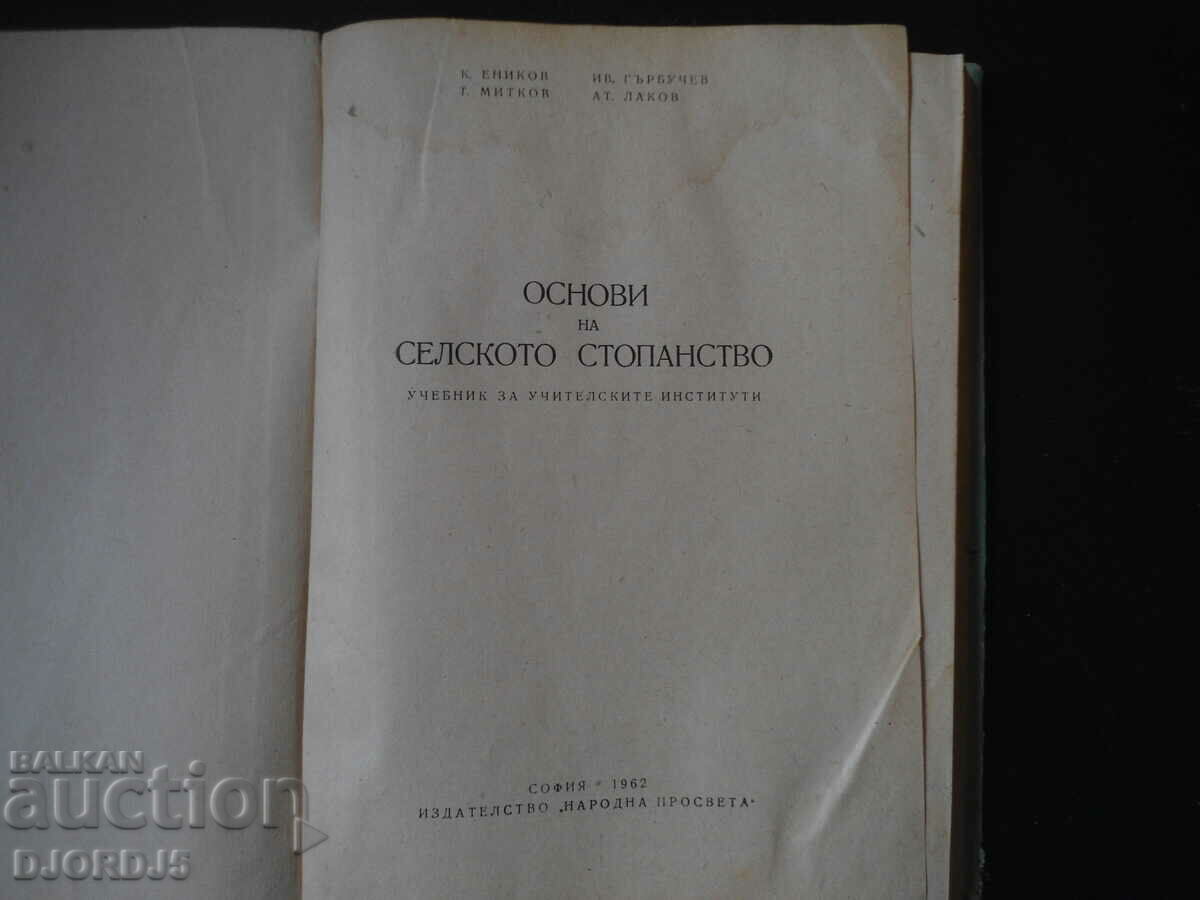 К. ЕНИКОВ ИВ. ГЪРБУЧЕВ
Т. МИТКОВ АТ. ЛАКОВ
ОСНОВИ
НА
СЕЛСКОТО СТОПАНСТВО
УЧЕБНИК ЗА УЧИТЕЛСКИТЕ ИНСТИТУТИ
СОФИЯ * 1962
ИЗДАТЕЛСТВО „НАРОДНА ПРОСВЕТА“
BALKAN
auction
DJORDJ5